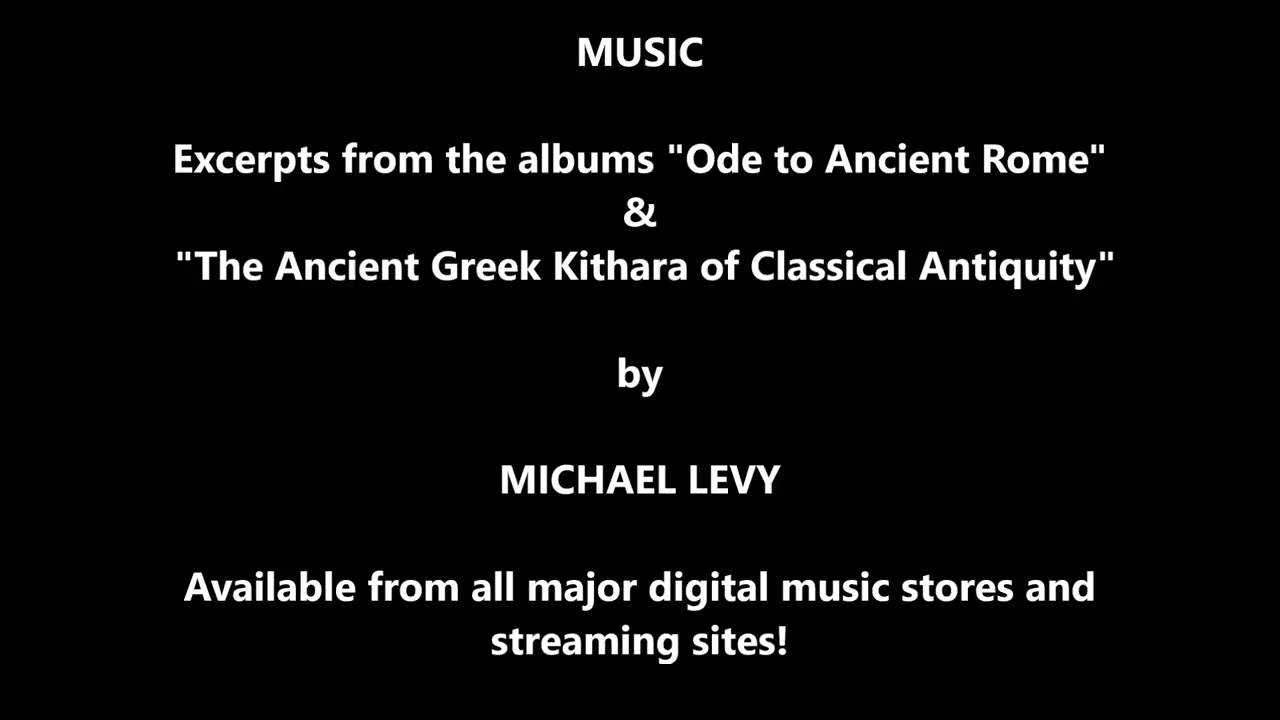 MUSIC
Excerpts from the albums "Ode to Ancient Rome"
&
"The Ancient Greek Kithara of Classical Antiquity"
by
MICHAEL LEVY
Available from all major digital music stores and
streaming sites!